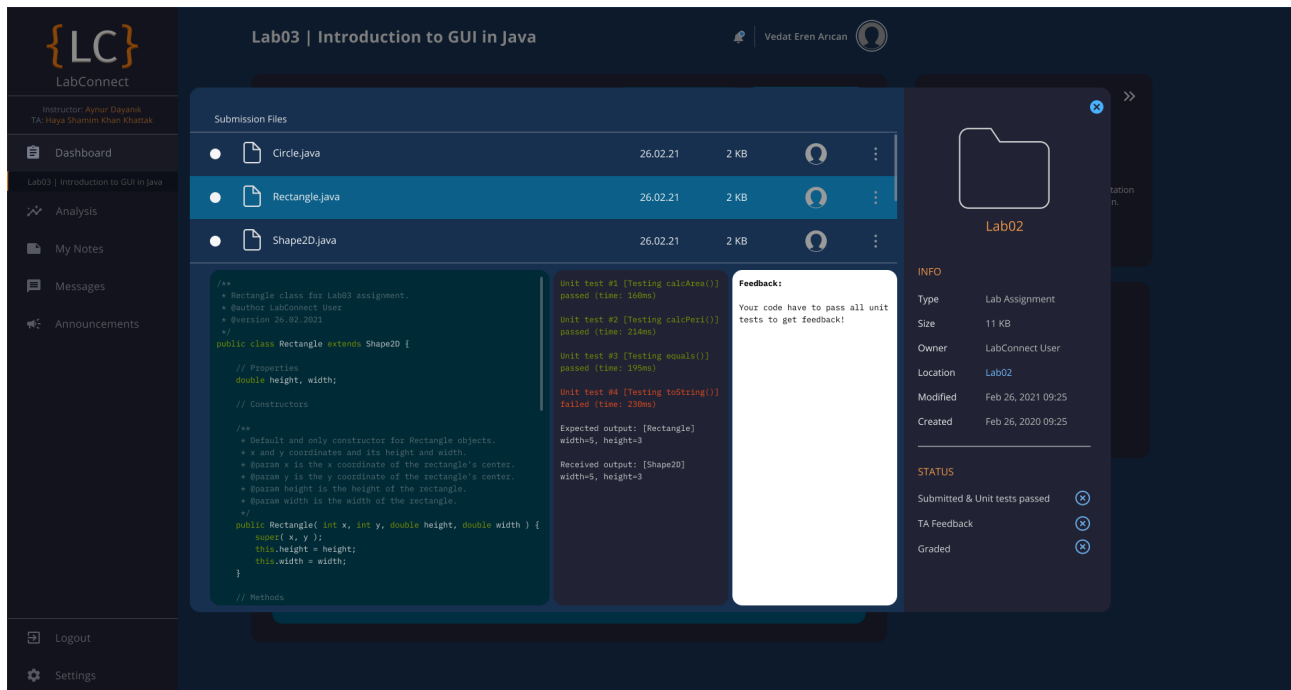 {LC}
LabConnect
Instructor: Aynur Dayanık
TA: Haya Shamim Khan Khattak
Dashboard
Lab03 | Introduction to GUI in Java
Analysis
My Notes
Messages
Announcements
Logout
Settings
Lab03 | Introduction to GUI in Java
Vedat Eren Arıcan
Submission Files
Circle.java 26.02.21 2 KB
Rectangle.java 26.02.21 2 KB
Shape2D.java 26.02.21 2 KB
/**
* Rectangle class for Lab03 assignment.
* @author LabConnect User
* @version 26.02.2021
*/
public class Rectangle extends Shape2D {
// Properties
double height, width;
// Constructors
/**
* Default and only constructor for Rectangle objects.
* x and y coordinates and its height and width.
* @param x is the x coordinate of the rectangle's center.
* @param y is the y coordinate of the rectangle's center.
* @param height is the height of the rectangle.
* @param width is the width of the rectangle.
*/
public Rectangle( int x, int y, double height, double width ) {
super( x, y );
this.height = height;
this.width = width;
}
// Methods
Unit test #1 [Testing calcArea()]
passed (time: 160ms)
Unit test #2 [Testing calcPeri()]
passed (time: 214ms)
Unit test #3 [Testing equals()]
passed (time: 195ms)
Unit test #4 [Testing toString()]
failed (time: 230ms)
Expected output: [Rectangle]
width=5, height=3
Received output: [Shape2D]
width=5, height=3
Feedback:
Your code have to pass all unit
tests to get feedback!
Lab02
INFO
Type Lab Assignment
Size 11 KB
Owner LabConnect User
Location Lab02
Modified Feb 26, 2021 09:25
Created Feb 26, 2020 09:25
STATUS
Submitted & Unit tests passed
TA Feedback
Graded
tation
n.